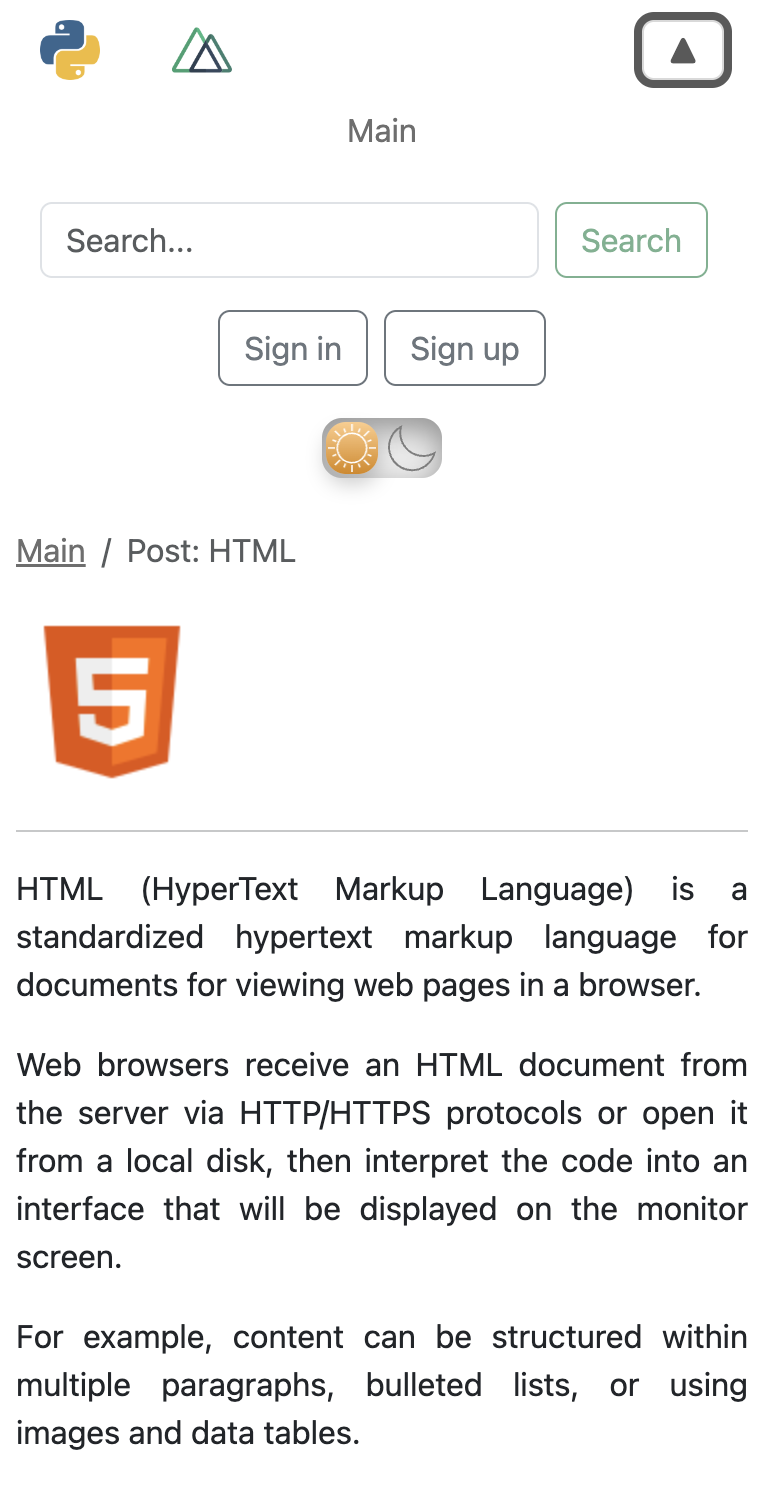 Main
Search...
Search
Sign in
Sign up
Main / Post: HTML
HTML (HyperText Markup Language) is a
standardized hypertext markup language for
documents for viewing web pages in a browser.
Web browsers receive an HTML document from
the server via HTTP/HTTPS protocols or open it
from a local disk, then interpret the code into an
interface that will be displayed on the monitor
screen.
For example, content can be structured within
multiple paragraphs, bulleted lists, or using
images and data tables.